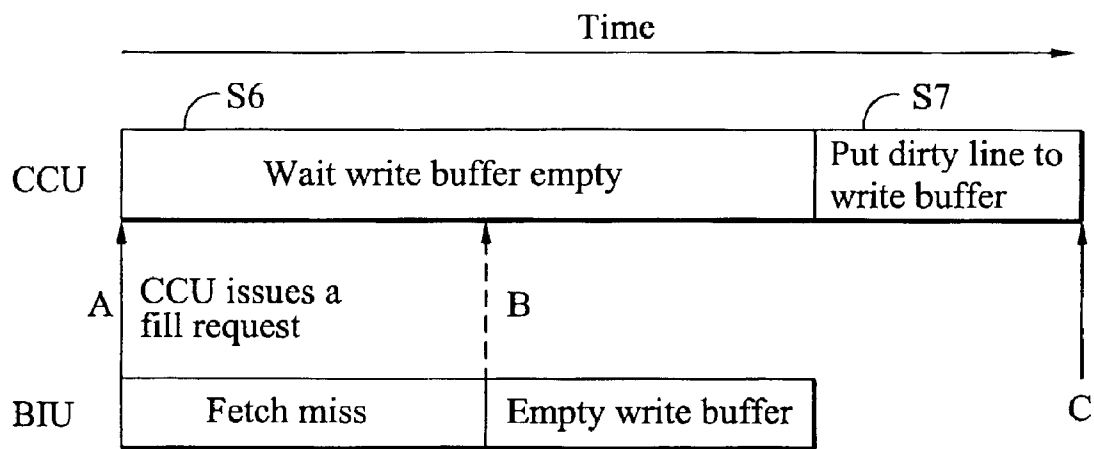 Time
S6
S7
CCU
Wait write buffer empty
Put dirty line to
write buffer
A
CCU issues a
fill request
B
BIU
Fetch miss
Empty write buffer
C